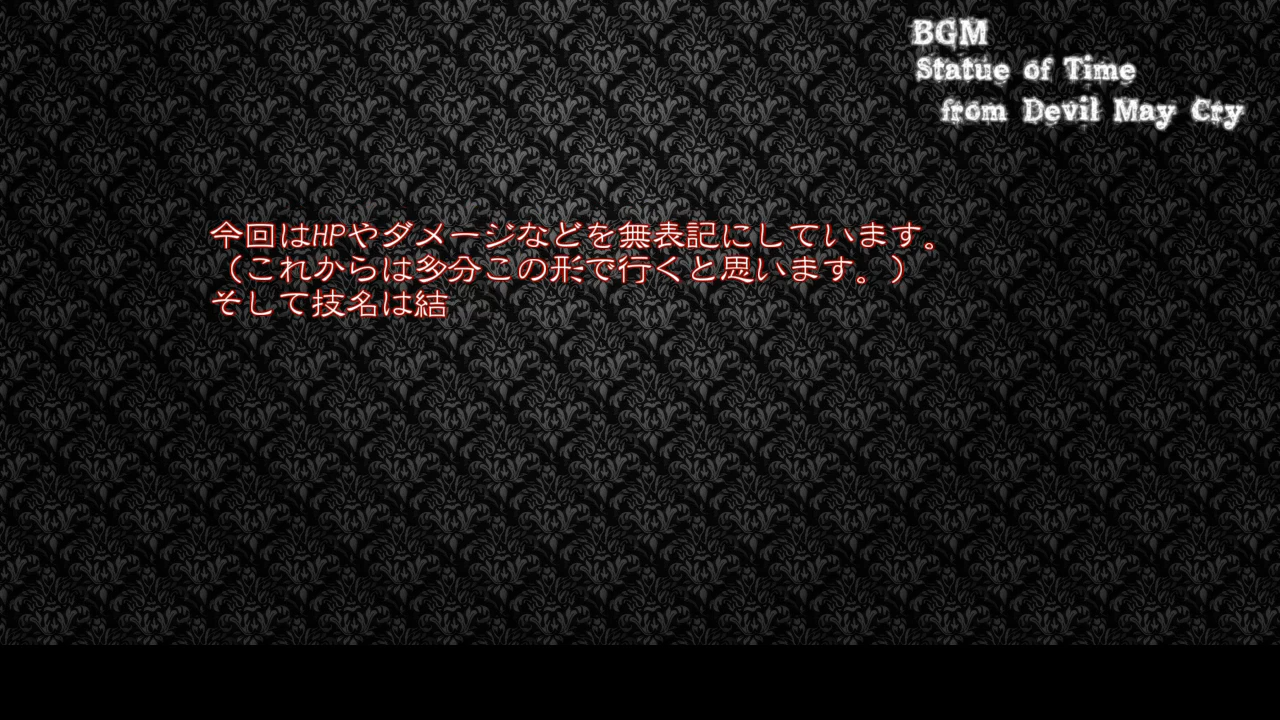 BGM
Statue of Time
from Devil May Cry
今回はHPやダメージなどを無表記にしています。
（これからは多分この形で行くと思います。）
そして技名は結